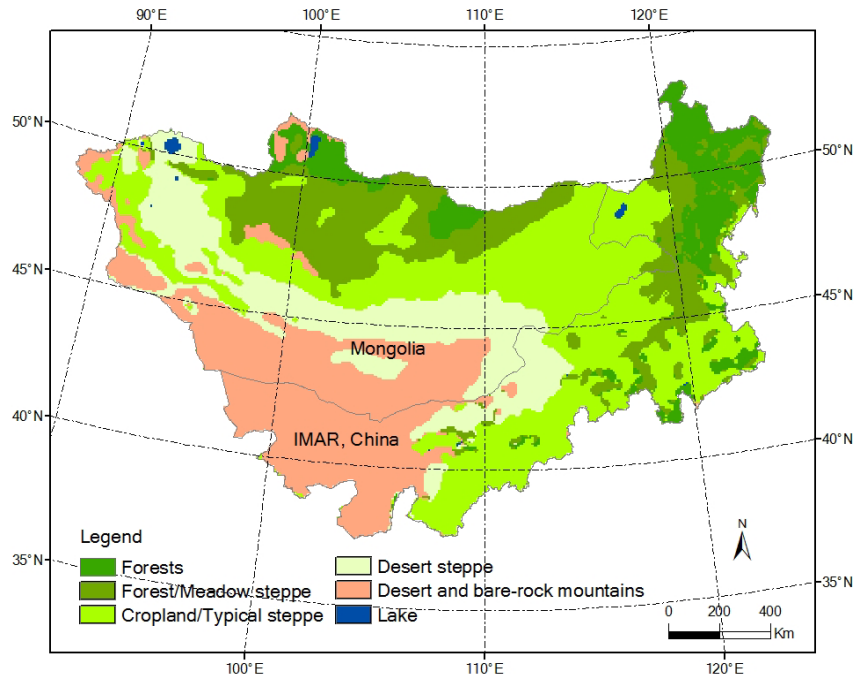 90°E 100°E 110°E 120°E
50°N 50°N
45°N 45°N
Mongolia
40°N 40°N
IMAR, China
Legend
Forests
Forest/Meadow steppe
Cropland/Typical steppe
Desert steppe
Desert and bare-rock mountains
Lake
35°N 35°N
N
0 200 400
Km
100°E 110°E 120°E